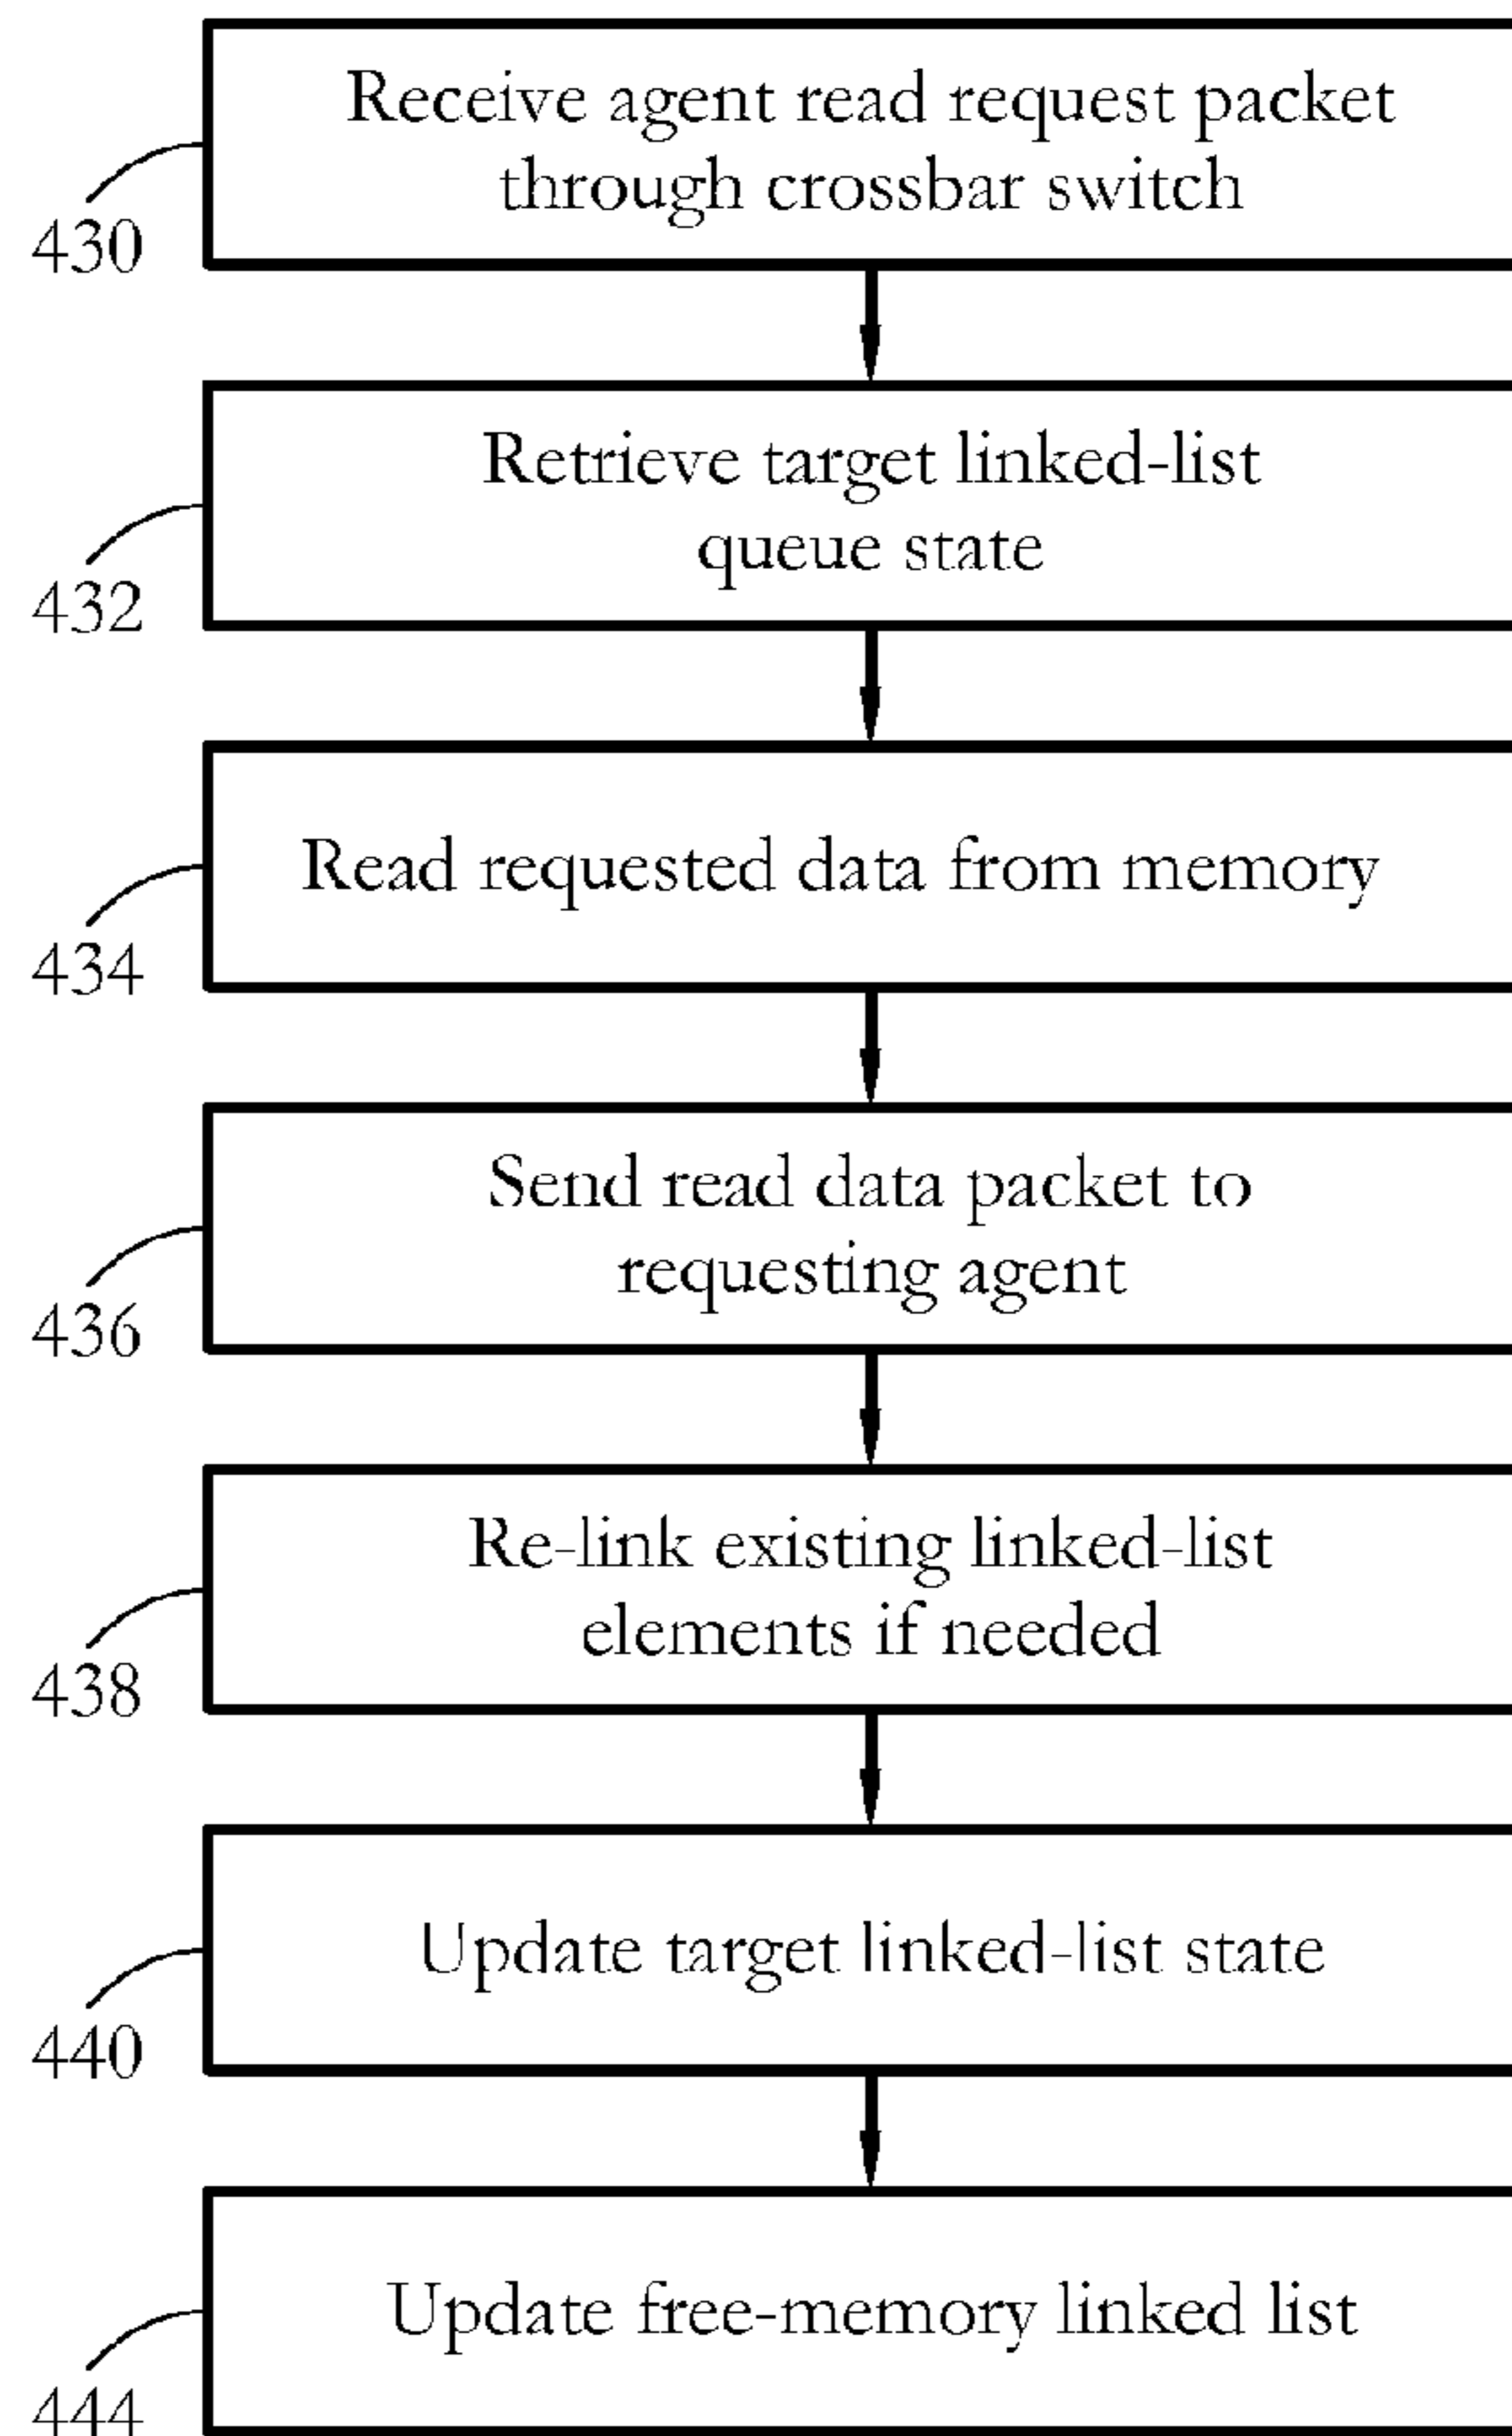 Receive agent read request packet
through crossbar switch
430
Retrieve target linked-list
queue state
432
Read requested data from memory
434
Send read data packet to
requesting agent
436
Re-link existing linked-list
elements if needed
438
Update target linked-list state
440
Update free-memory linked list
444